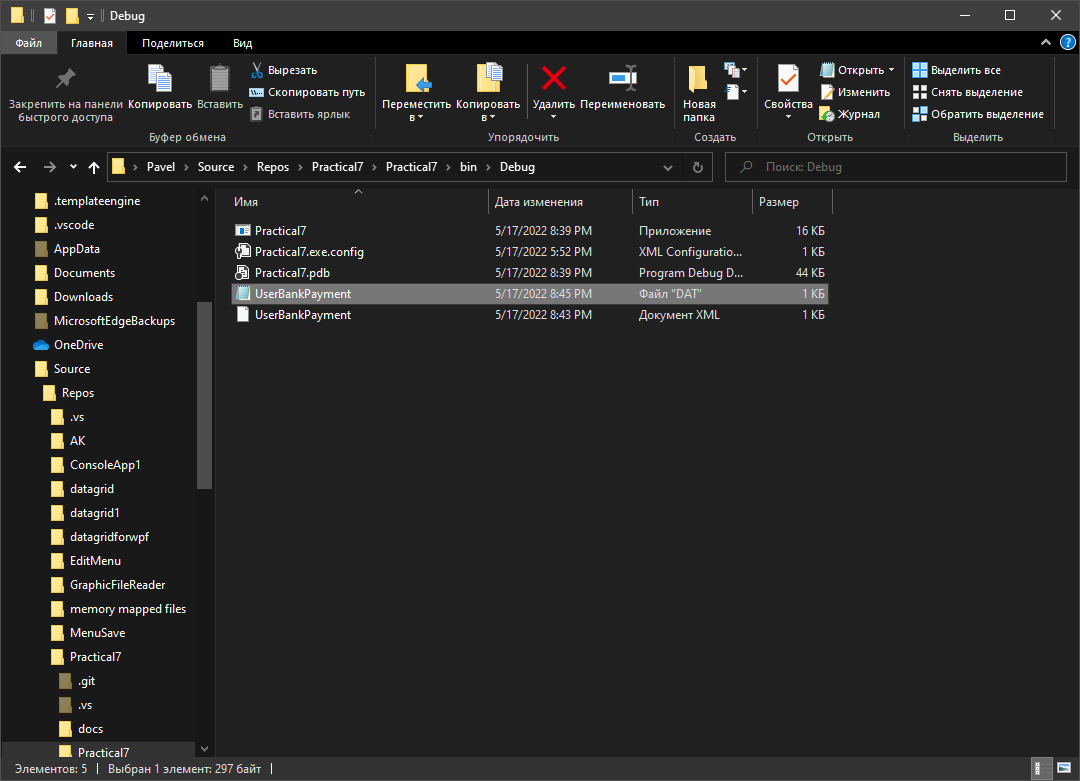 Debug
Файл Главная Поделиться Вид
Закрепить на панели быстрого доступа
Копировать
Вставить
Вырезать
Скопировать путь
Вставить ярлык
Буфер обмена
Переместить в
Копировать в
Удалить
Переименовать
Упорядочить
Новая папка
Создать
Свойства
Открыть
Изменить
Журнал
Открыть
Выделить все
Снять выделение
Обратить выделение
Выделить
Pavel Source Repos Practical7 Practical7 bin Debug
Поиск: Debug
.templateengine
.vscode
AppData
Documents
Downloads
MicrosoftEdgeBackups
OneDrive
Source
Repos
.vs
AK
ConsoleApp1
datagrid
datagrid1
datagridforwpf
EditMenu
GraphicFileReader
memory mapped files
MenuSave
Practical7
.git
.vs
docs
Practical7
Имя Дата изменения Тип Размер
Practical7 5/17/2022 8:39 PM Приложение 16 КБ
Practical7.exe.config 5/17/2022 5:52 PM XML Configuratio... 1 КБ
Practical7.pdb 5/17/2022 8:39 PM Program Debug D... 44 КБ
UserBankPayment 5/17/2022 8:45 PM Файл "DAT" 1 КБ
UserBankPayment 5/17/2022 8:43 PM Документ XML 1 КБ
Элементов: 5 Выбран 1 элемент: 297 байт